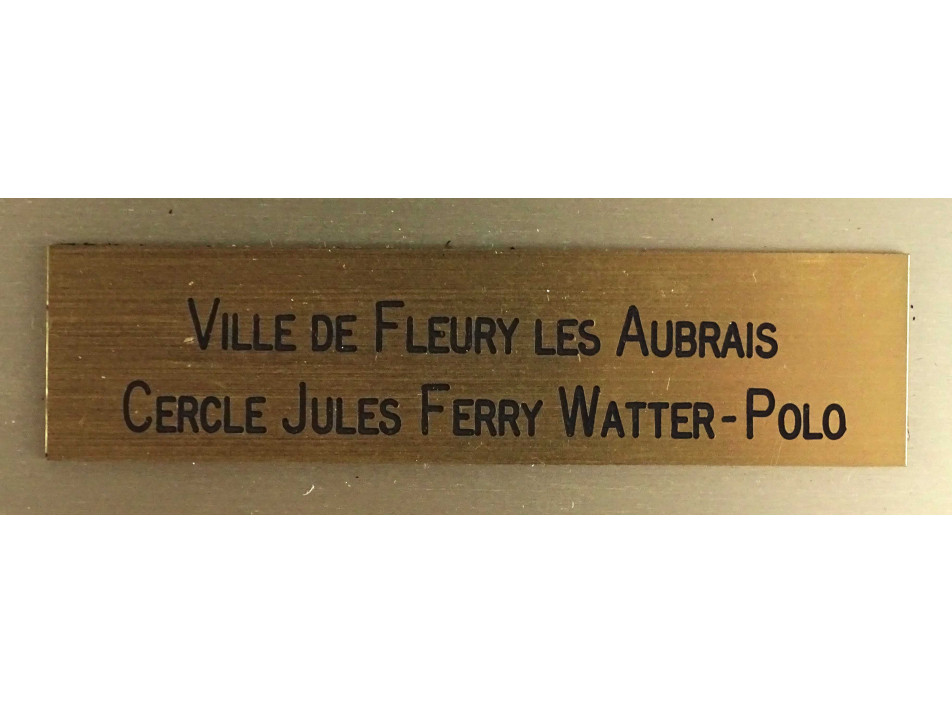 Ville de Fleury les Aubrais
Cercle Jules Ferry Watter-Polo